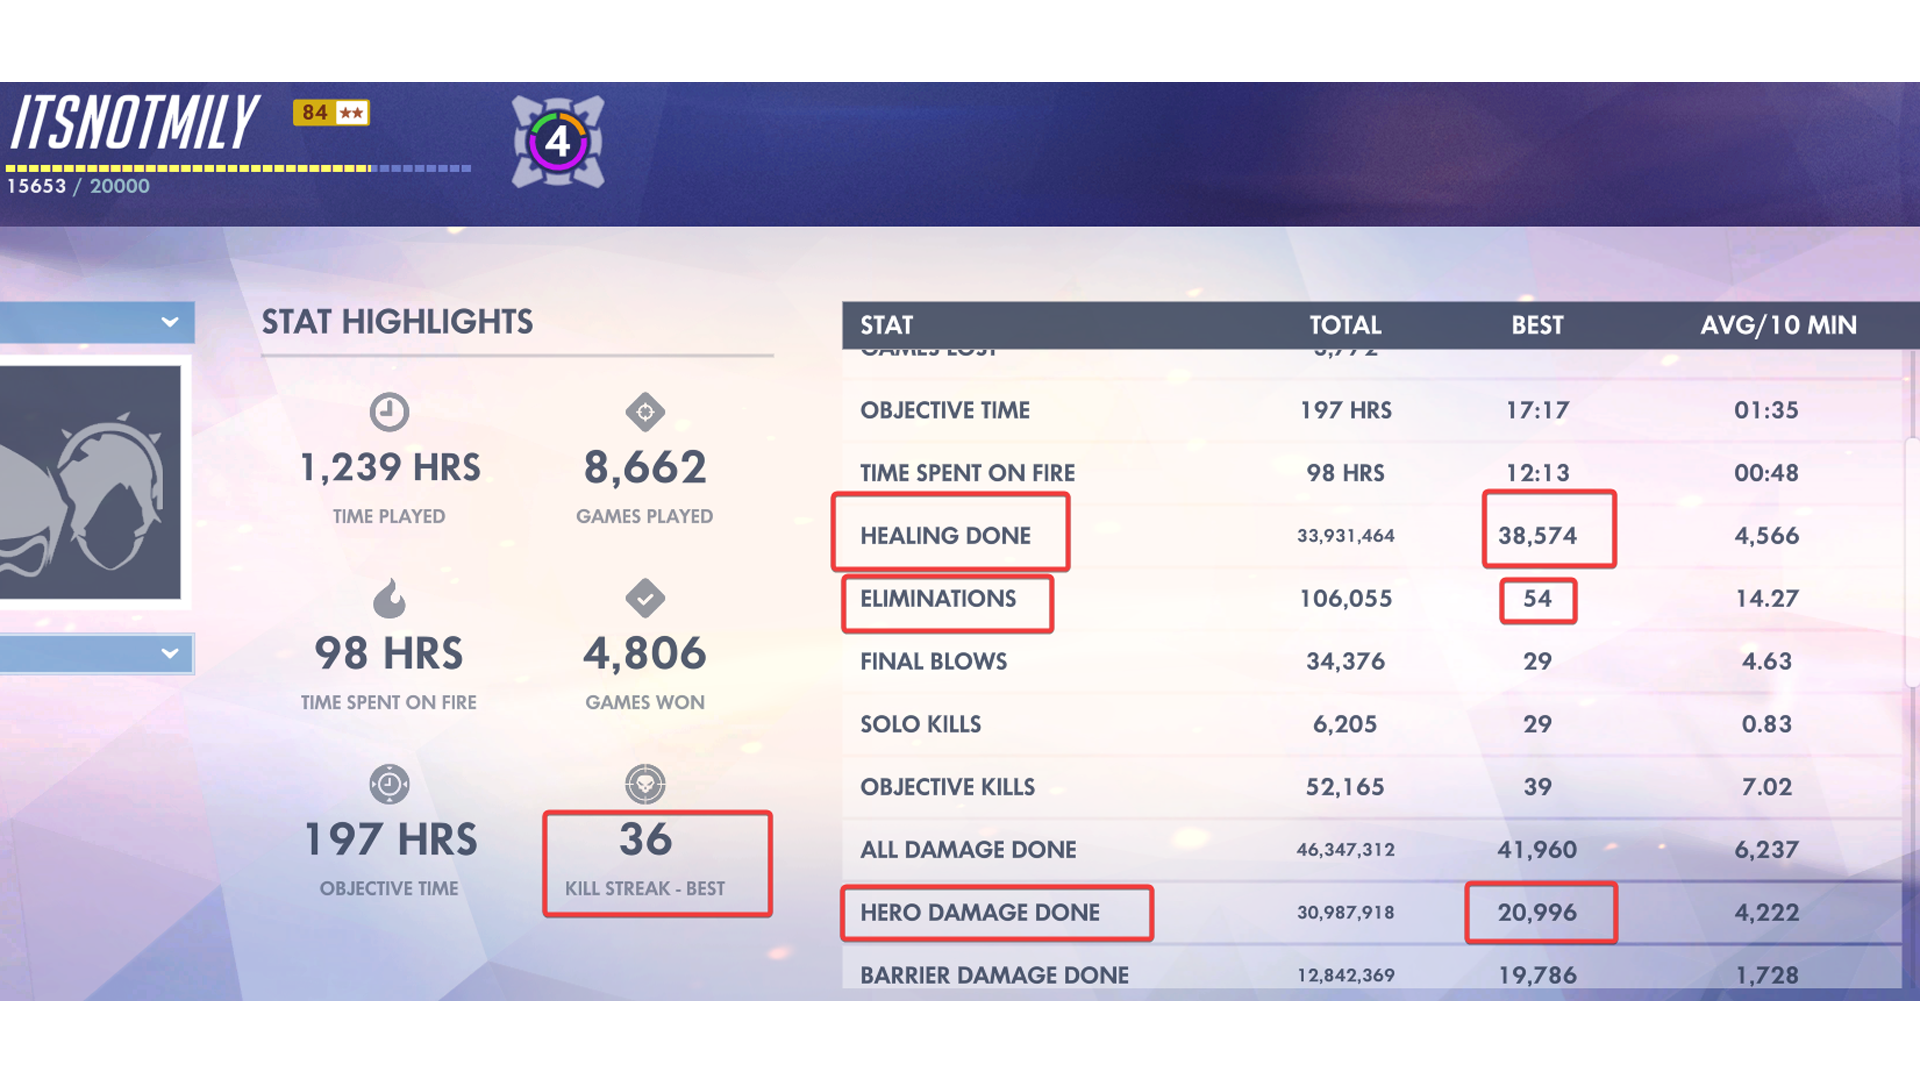 ITSNOTMILY
84 ★★
4
15653 / 20000
STAT HIGHLIGHTS
1,239 HRS
TIME PLAYED
8,662
GAMES PLAYED
98 HRS
TIME SPENT ON FIRE
4,806
GAMES WON
197 HRS
OBJECTIVE TIME
36
KILL STREAK - BEST
STAT TOTAL BEST AVG/10 MIN
GAMES LOST 3,772
OBJECTIVE TIME 197 HRS 17:17 01:35
TIME SPENT ON FIRE 98 HRS 12:13 00:48
HEALING DONE 33,931,464 38,574 4,566
ELIMINATIONS 106,055 54 14.27
FINAL BLOWS 34,376 29 4.63
SOLO KILLS 6,205 29 0.83
OBJECTIVE KILLS 52,165 39 7.02
ALL DAMAGE DONE 46,347,312 41,960 6,237
HERO DAMAGE DONE 30,987,918 20,996 4,222
BARRIER DAMAGE DONE 12,842,369 19,786 1,728